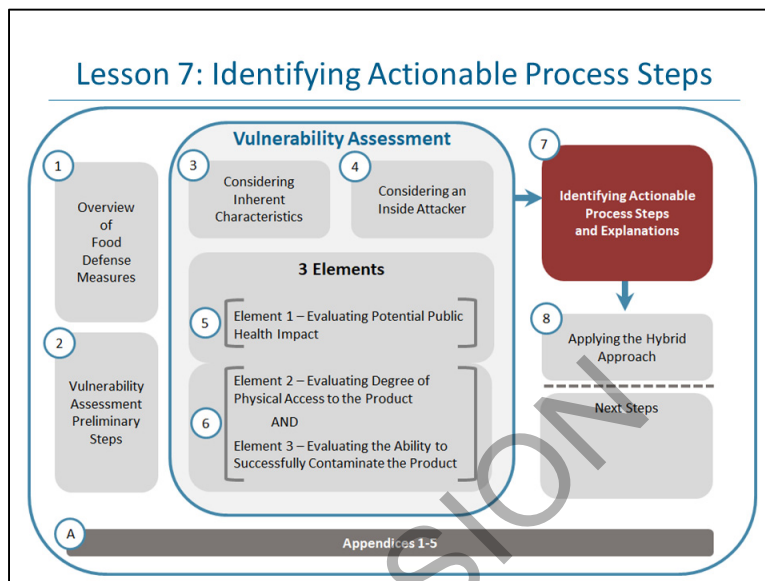 Lesson 7: Identifying Actionable Process Steps
Vulnerability Assessment
1
Overview
of
Food
Defense
Measures
2
Vulnerability
Assessment
Preliminary
Steps
3
Considering
Inherent
Characteristics
4
Considering an
Inside Attacker
3 Elements
5
Element 1 – Evaluating Potential Public
Health Impact
6
Element 2 – Evaluating Degree of
Physical Access to the Product
AND
Element 3 – Evaluating the Ability to
Successfully Contaminate the Product
7
Identifying Actionable
Process Steps
and Explanations
8
Applying the Hybrid
Approach
Next Steps
A
Appendices 1-5
SION